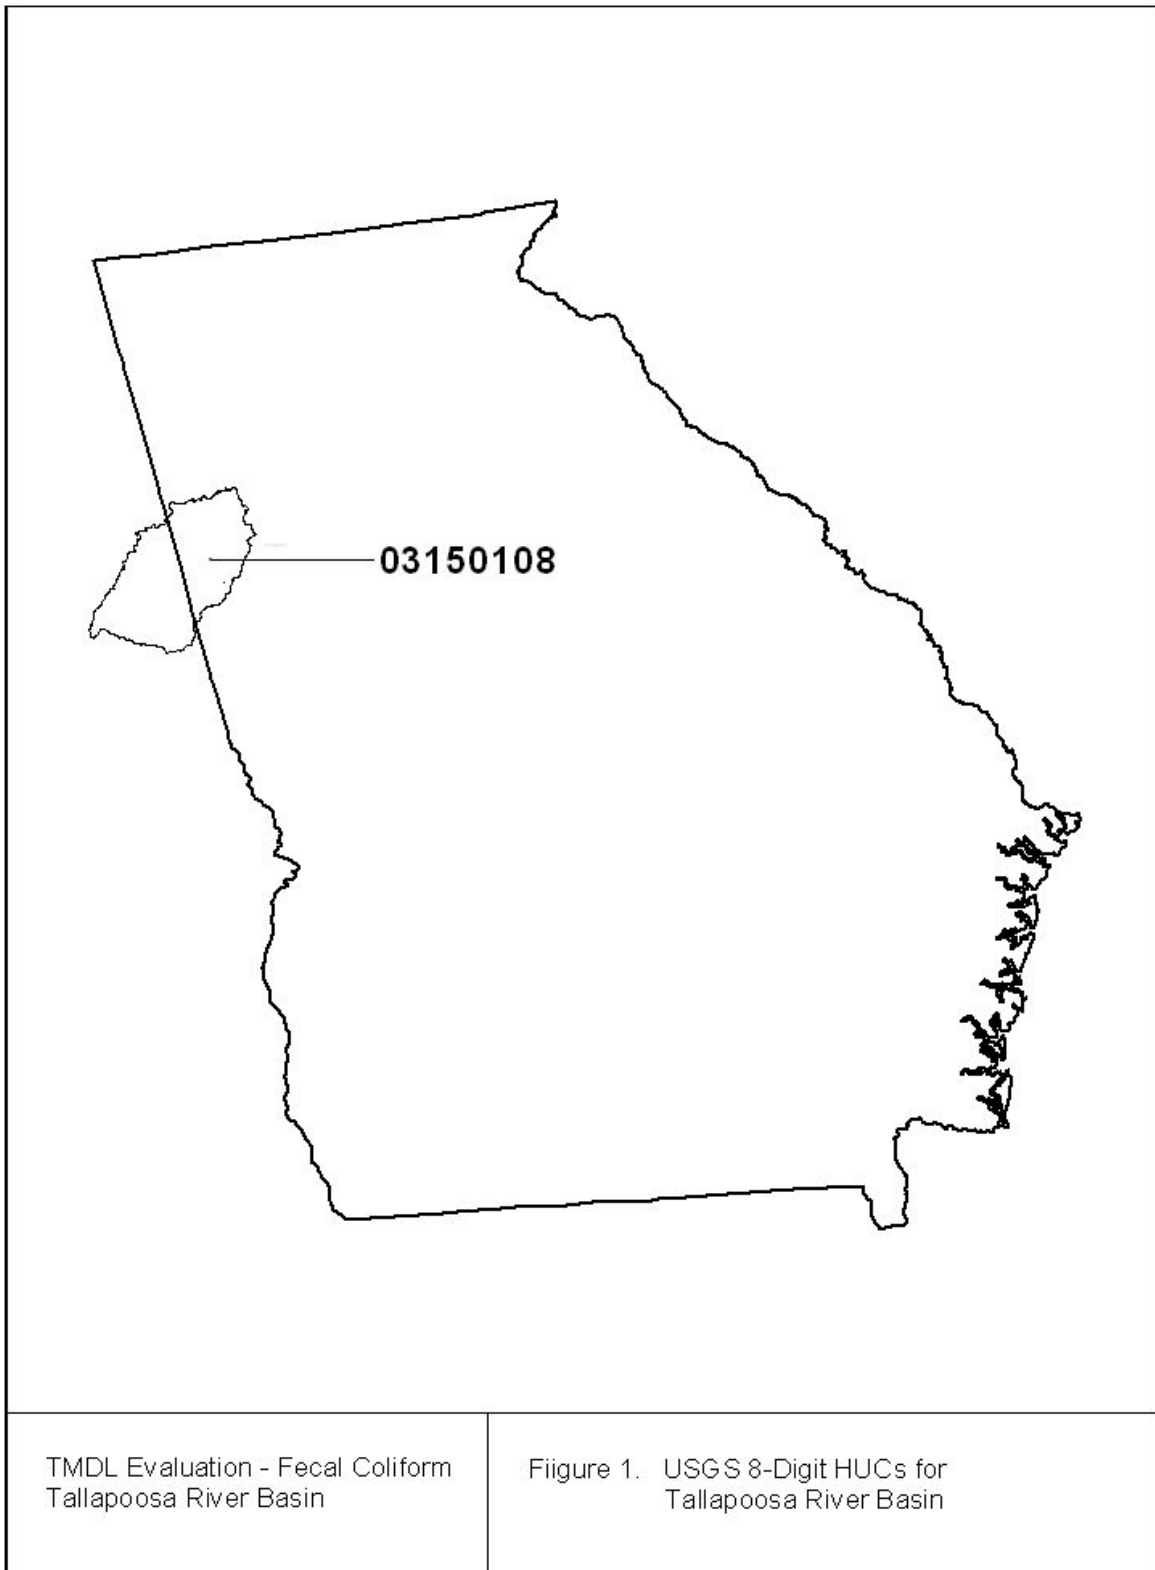 03150108
TMDL Evaluation - Fecal Coliform
Tallapoosa River Basin
Fiigure 1. USGS 8-Digit HUCs for
Tallapoosa River Basin